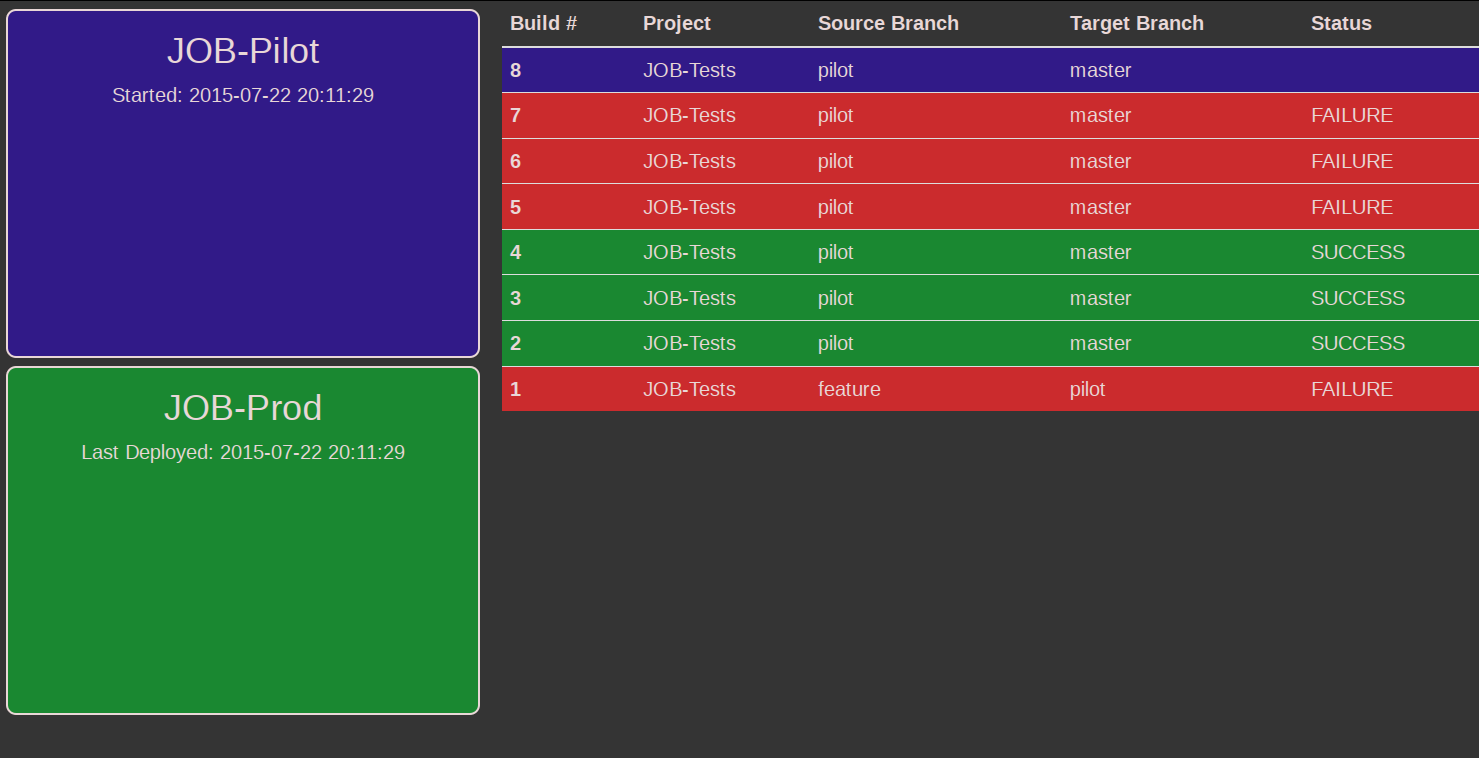 JOB-Pilot
Started: 2015-07-22 20:11:29
JOB-Prod
Last Deployed: 2015-07-22 20:11:29
Build # Project Source Branch Target Branch Status
8 JOB-Tests pilot master
7 JOB-Tests pilot master FAILURE
6 JOB-Tests pilot master FAILURE
5 JOB-Tests pilot master FAILURE
4 JOB-Tests pilot master SUCCESS
3 JOB-Tests pilot master SUCCESS
2 JOB-Tests pilot master SUCCESS
1 JOB-Tests feature pilot FAILURE